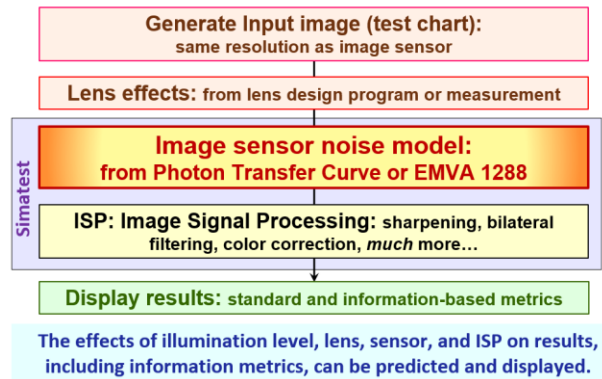 Generate Input image (test chart):
same resolution as image sensor
Lens effects: from lens design program or measurement
Simatest
Image sensor noise model:
from Photon Transfer Curve or EMVA 1288
ISP: Image Signal Processing: sharpening, bilateral
filtering, color correction, much more…
Display results: standard and information-based metrics
The effects of illumination level, lens, sensor, and ISP on results,
including information metrics, can be predicted and displayed.